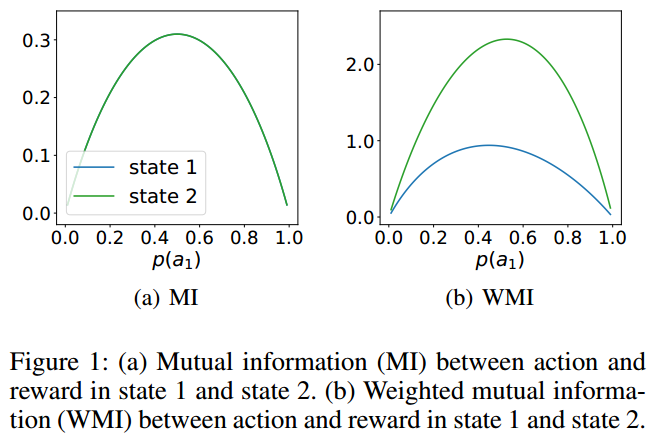 0.3
0.2
0.1
0.0
state 1
state 2
0.0 0.2 0.4 0.6 0.8 1.0
p(a₁)
(a) MI
2.0
1.0
0.0
0.0 0.2 0.4 0.6 0.8 1.0
p(a₁)
(b) WMI
Figure 1: (a) Mutual information (MI) between action and
reward in state 1 and state 2. (b) Weighted mutual informa-
tion (WMI) between action and reward in state 1 and state 2.